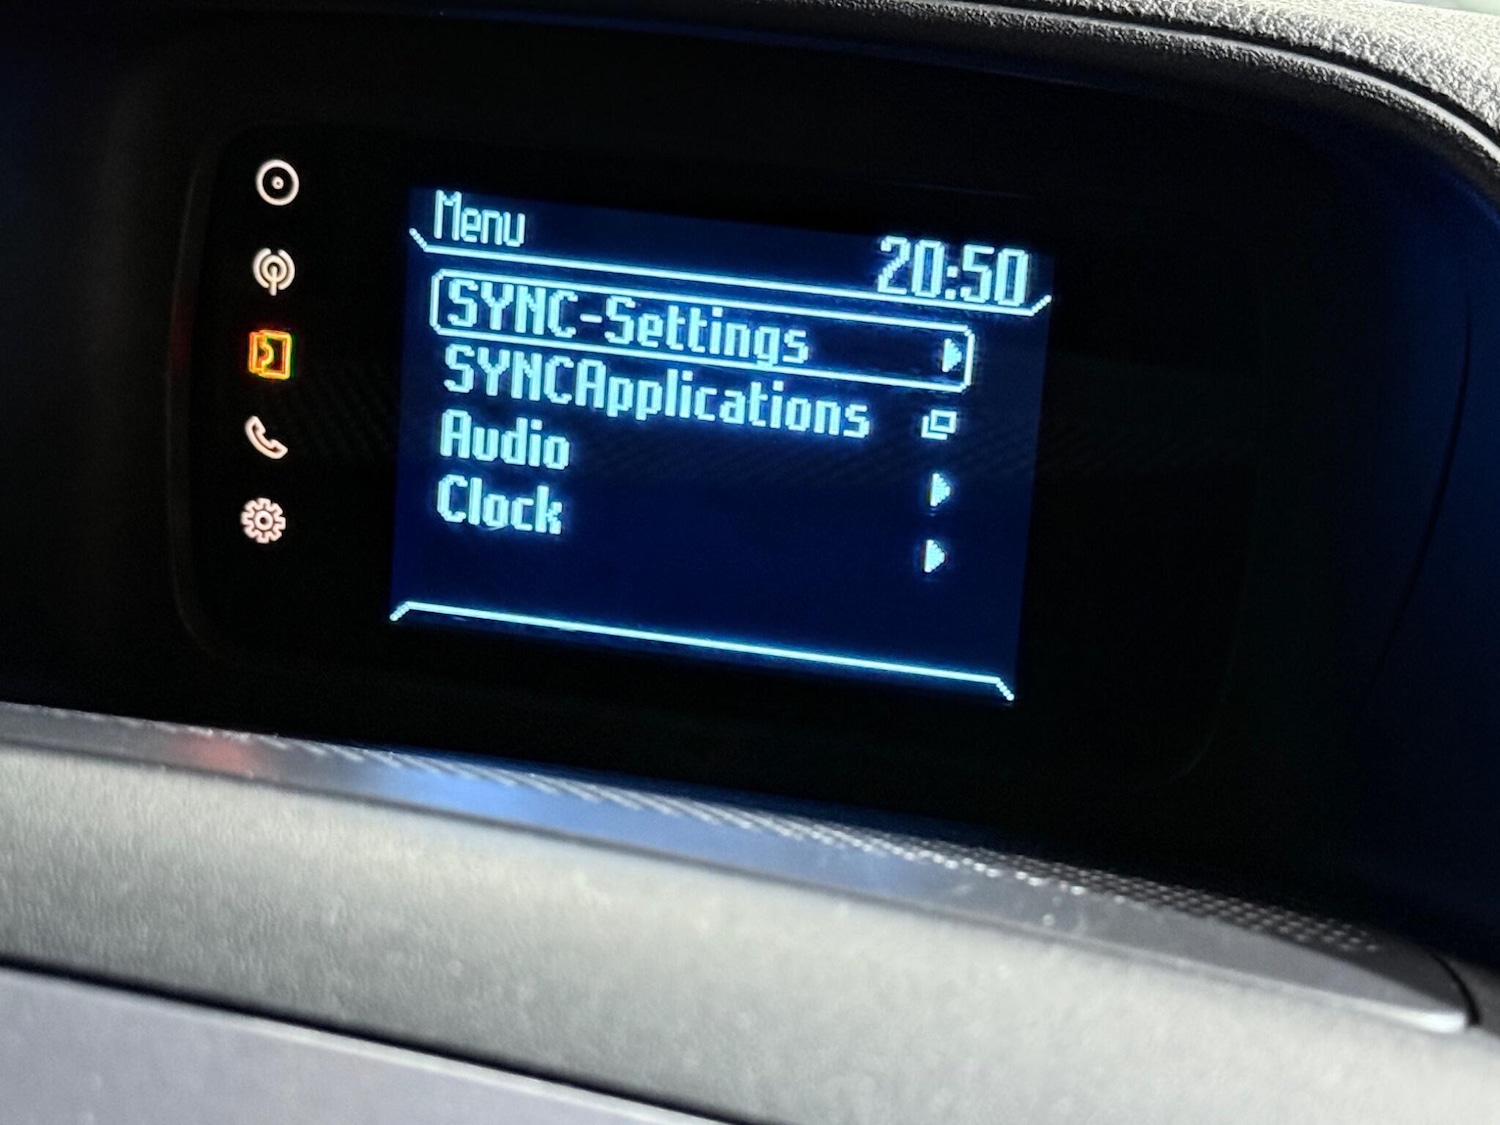 Menu
20:50
SYNC-Settings
SYNCApplications
Audio
Clock